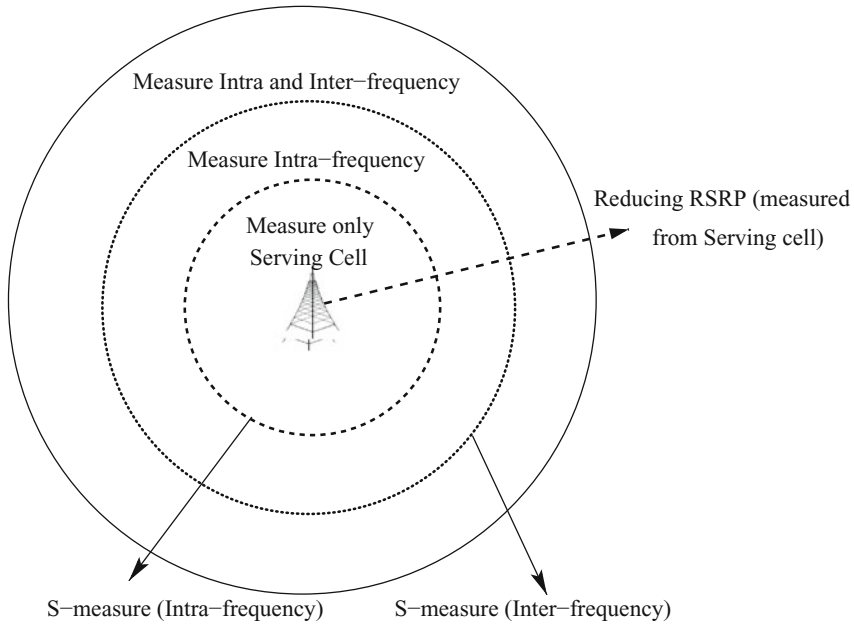 Measure Intra and Inter−frequency
Measure Intra−frequency
Measure only
Serving Cell
Reducing RSRP (measured
from Serving cell)
S−measure (Intra−frequency)
S−measure (Inter−frequency)